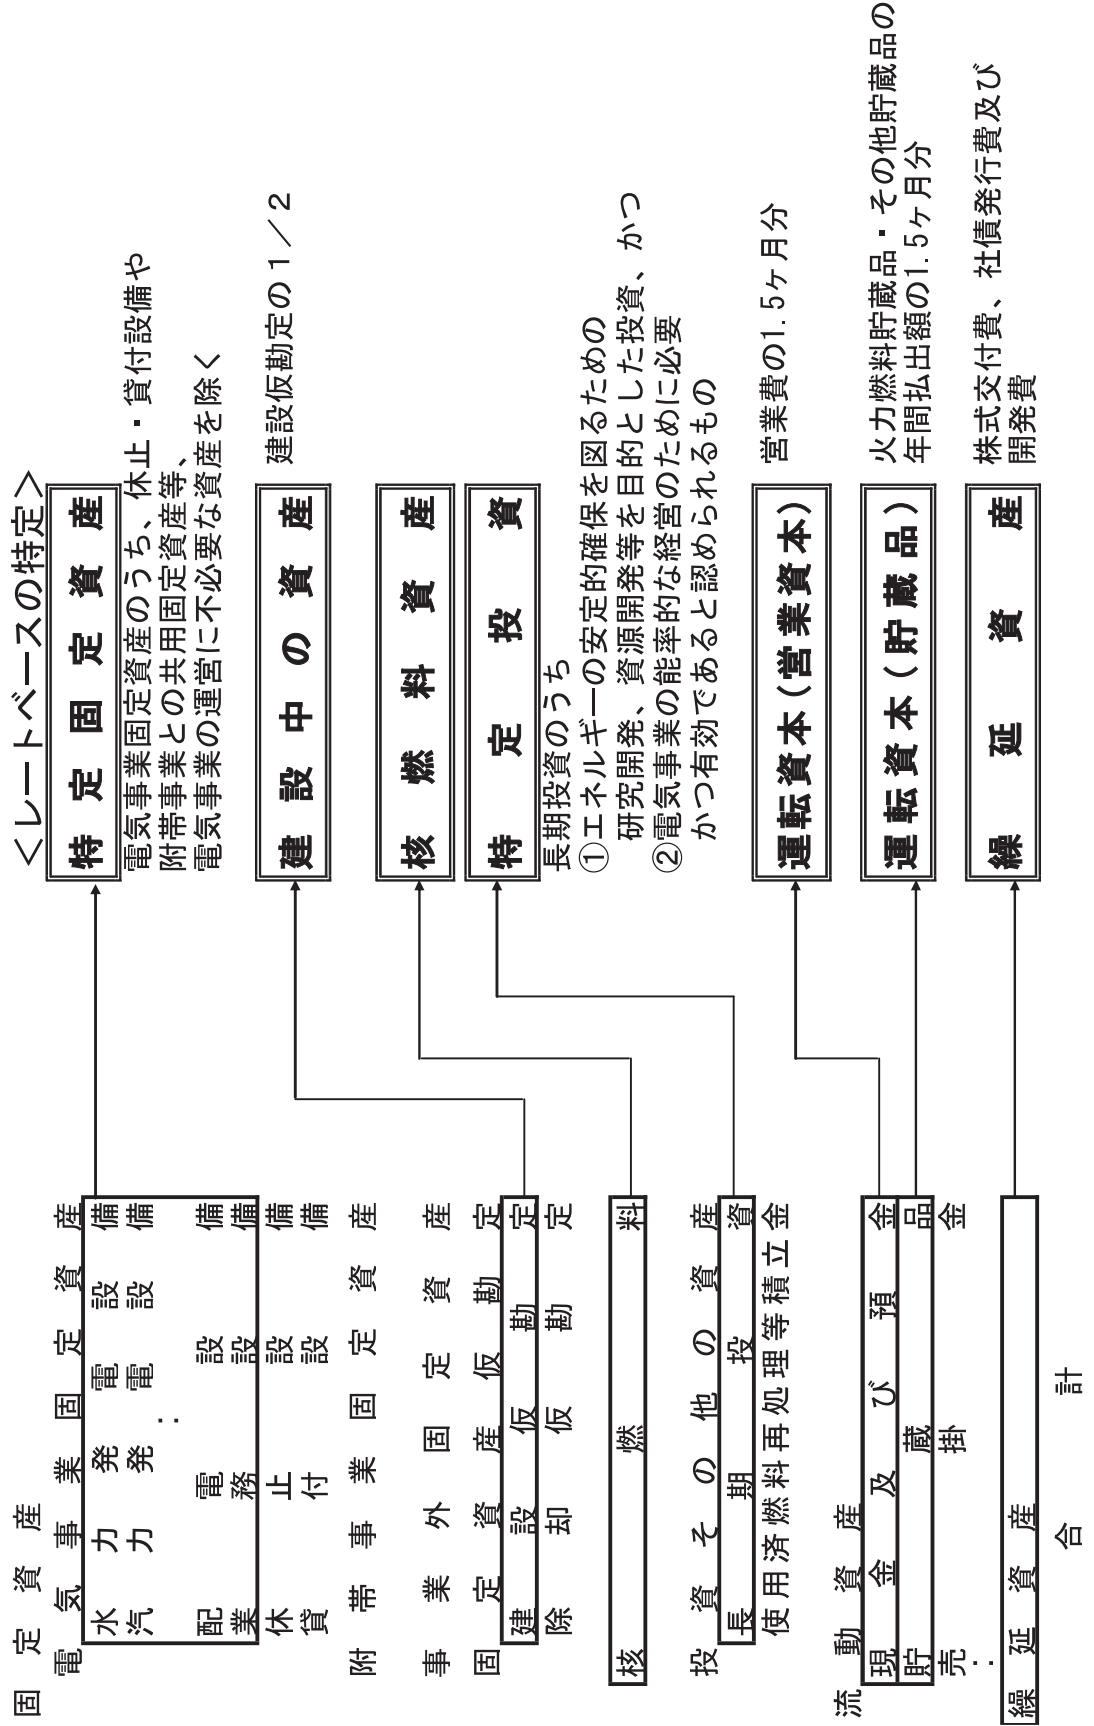 固定資産
電気事業固定資産
水力発電設備
汽力発電設備
：
配電設備
業務設備
休止設備
貸付設備
附帯事業固定資産
事業外固定資産
固定資産仮勘定
建設仮勘定
除却仮勘定
核燃料
投資その他の資産
長期投資
使用済燃料再処理等積立金
流動資産
現金及び預金
貯蔵品
売掛金
：
繰延資産
合計
＜レートベースの特定＞
特定固定資産
電気事業固定資産のうち、休止・貸付設備や
附帯事業との共用固定資産等、
電気事業の運営に不必要な資産を除く
建設中の資産
建設仮勘定の１／２
核燃料資産
特定投資
長期投資のうち
①エネルギーの安定的確保を図るための
研究開発、資源開発等を目的とした投資、かつ
②電気事業の能率的な経営のために必要
かつ有効であると認められるもの
運転資本(営業資本)
営業費の1.5ヶ月分
運転資本(貯蔵品)
火力燃料貯蔵品・その他貯蔵品の
年間払出額の1.5ヶ月分
繰延資産
株式交付費、社債発行費及び
開発費